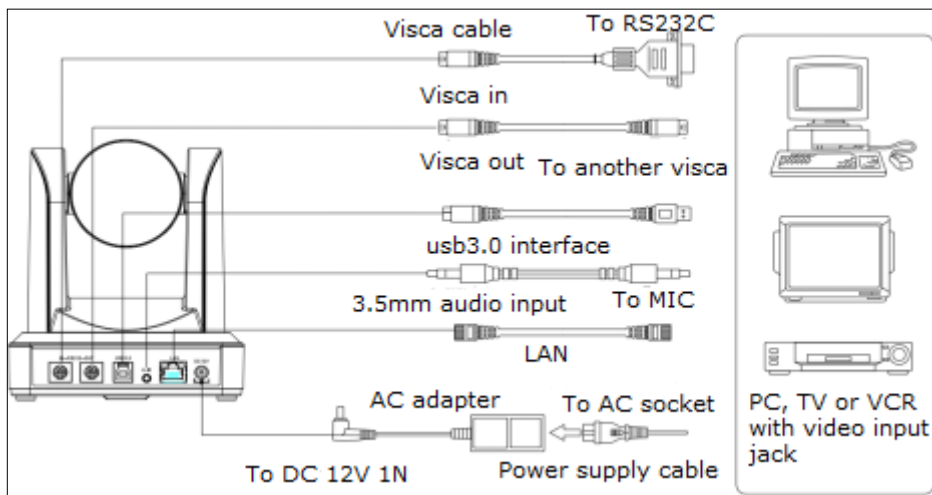 Visca cable
To RS232C
Visca in
Visca out
To another visca
usb3.0 interface
3.5mm audio input
To MIC
LAN
AC adapter
To AC socket
To DC 12V 1N
Power supply cable
PC, TV or VCR
with video input
jack